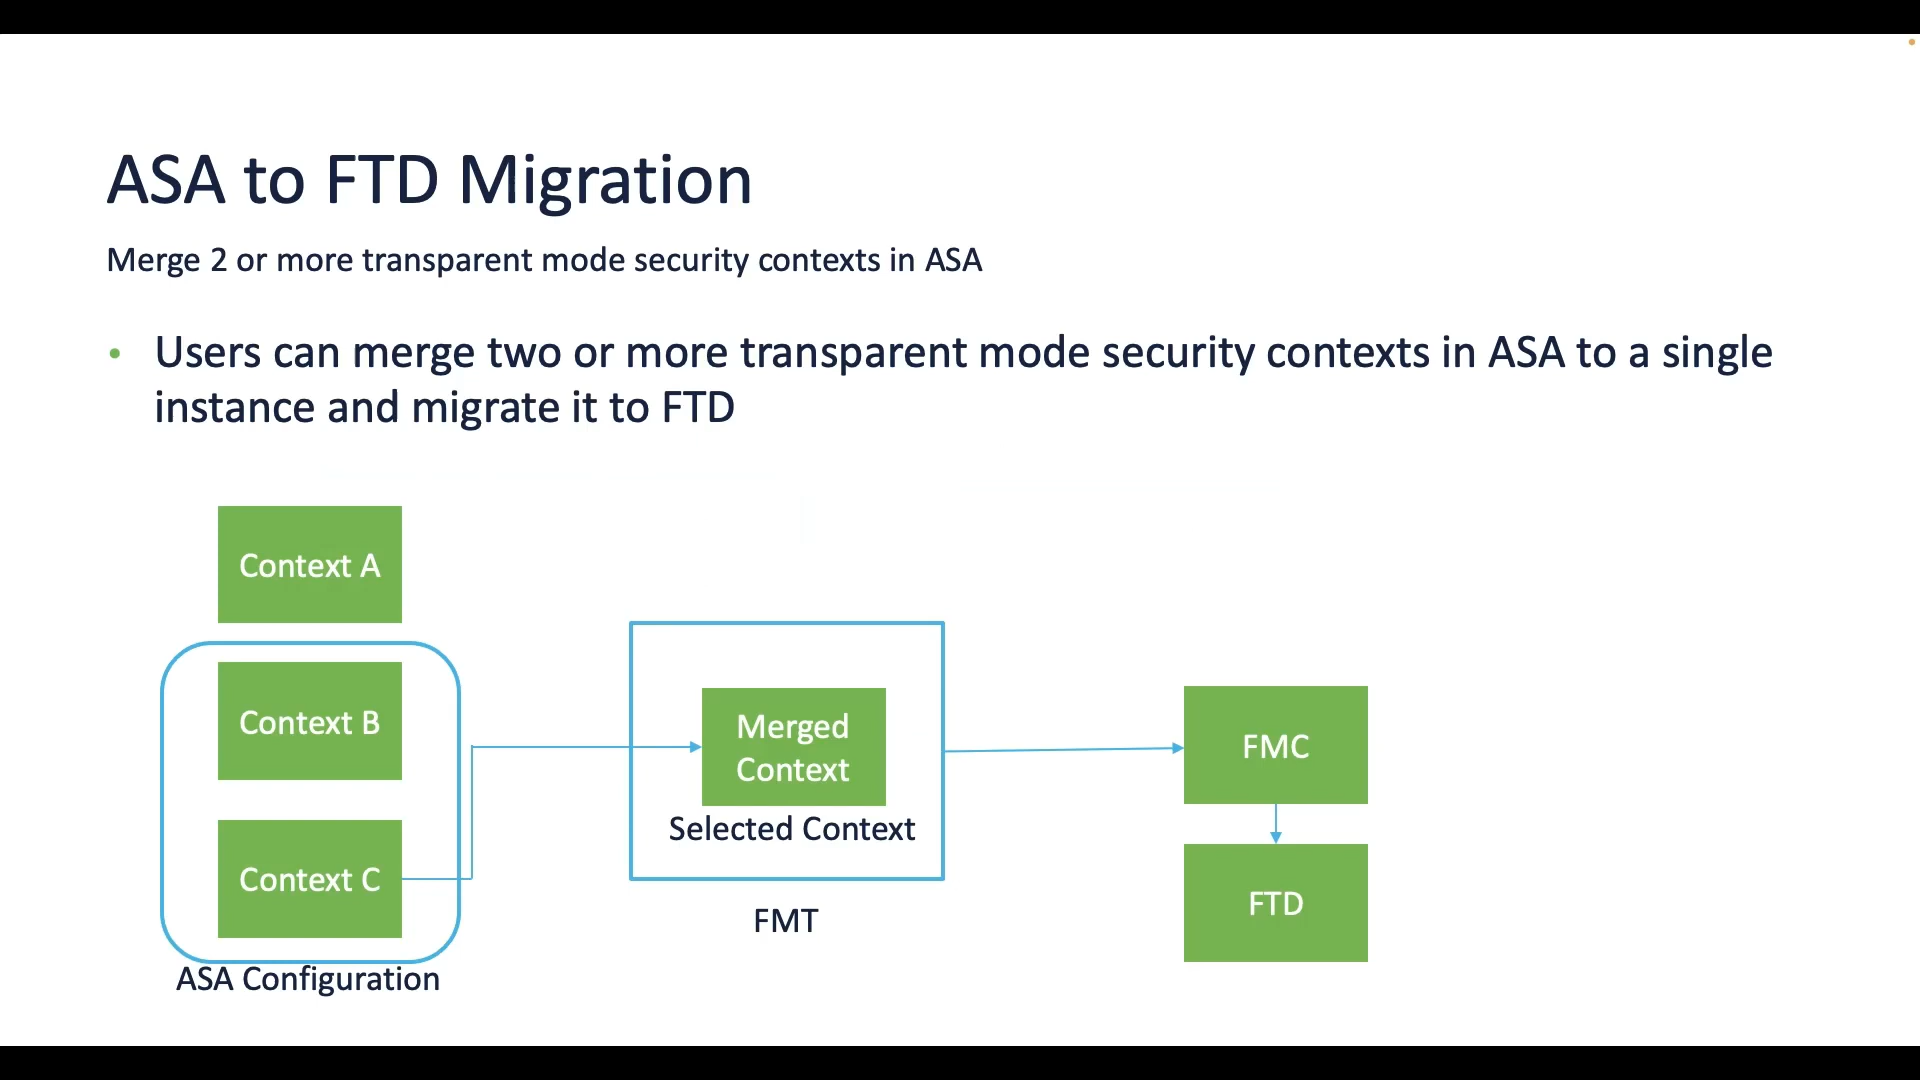 ASA to FTD Migration
Merge 2 or more transparent mode security contexts in ASA
• Users can merge two or more transparent mode security contexts in ASA to a single
instance and migrate it to FTD
Context A
Context B
Context C
ASA Configuration
Merged
Context
Selected Context
FMT
FMC
FTD